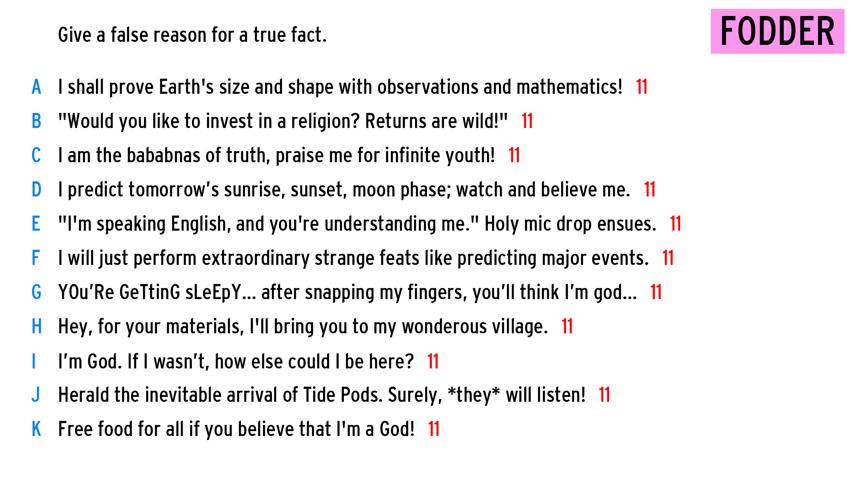 Give a false reason for a true fact.
FODDER
A I shall prove Earth's size and shape with observations and mathematics! 11
B "Would you like to invest in a religion? Returns are wild!" 11
C I am the bababnas of truth, praise me for infinite youth! 11
D I predict tomorrow’s sunrise, sunset, moon phase; watch and believe me. 11
E "I'm speaking English, and you're understanding me." Holy mic drop ensues. 11
F I will just perform extraordinary strange feats like predicting major events. 11
G YOu’Re GeTtinG sLeEpY... after snapping my fingers, you’ll think I’m god... 11
H Hey, for your materials, I'll bring you to my wonderous village. 11
I I’m God. If I wasn’t, how else could I be here? 11
J Herald the inevitable arrival of Tide Pods. Surely, *they* will listen! 11
K Free food for all if you believe that I'm a God! 11